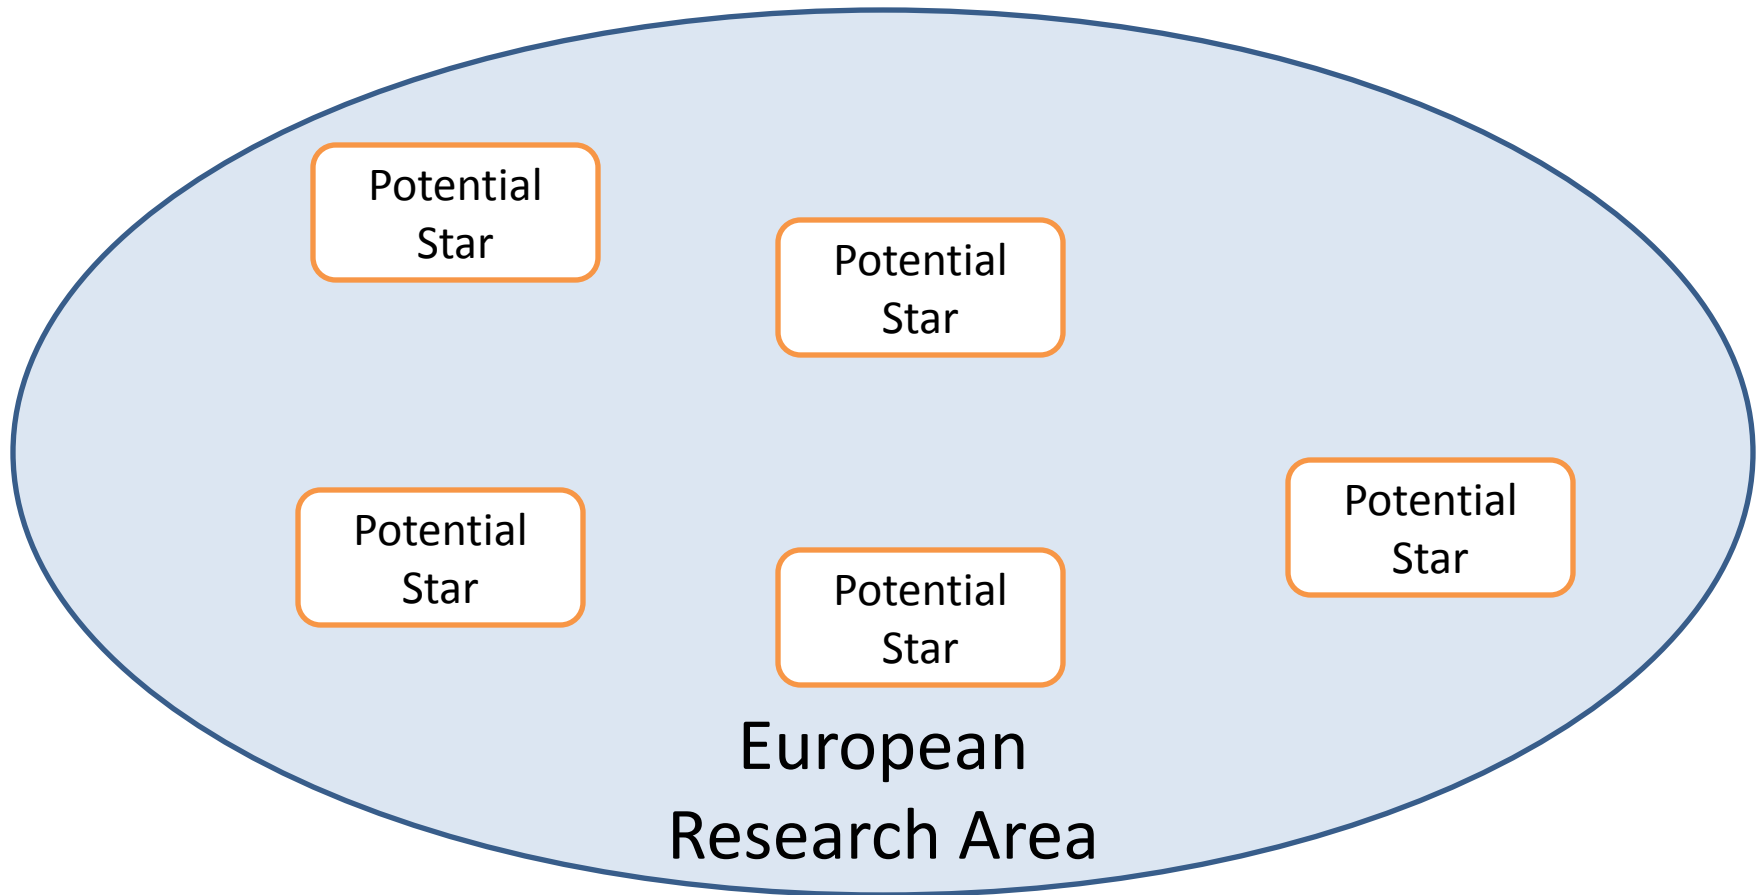 Potential
Star
Potential
Star
Potential
Star
Potential
Star
Potential
Star
European
Research Area